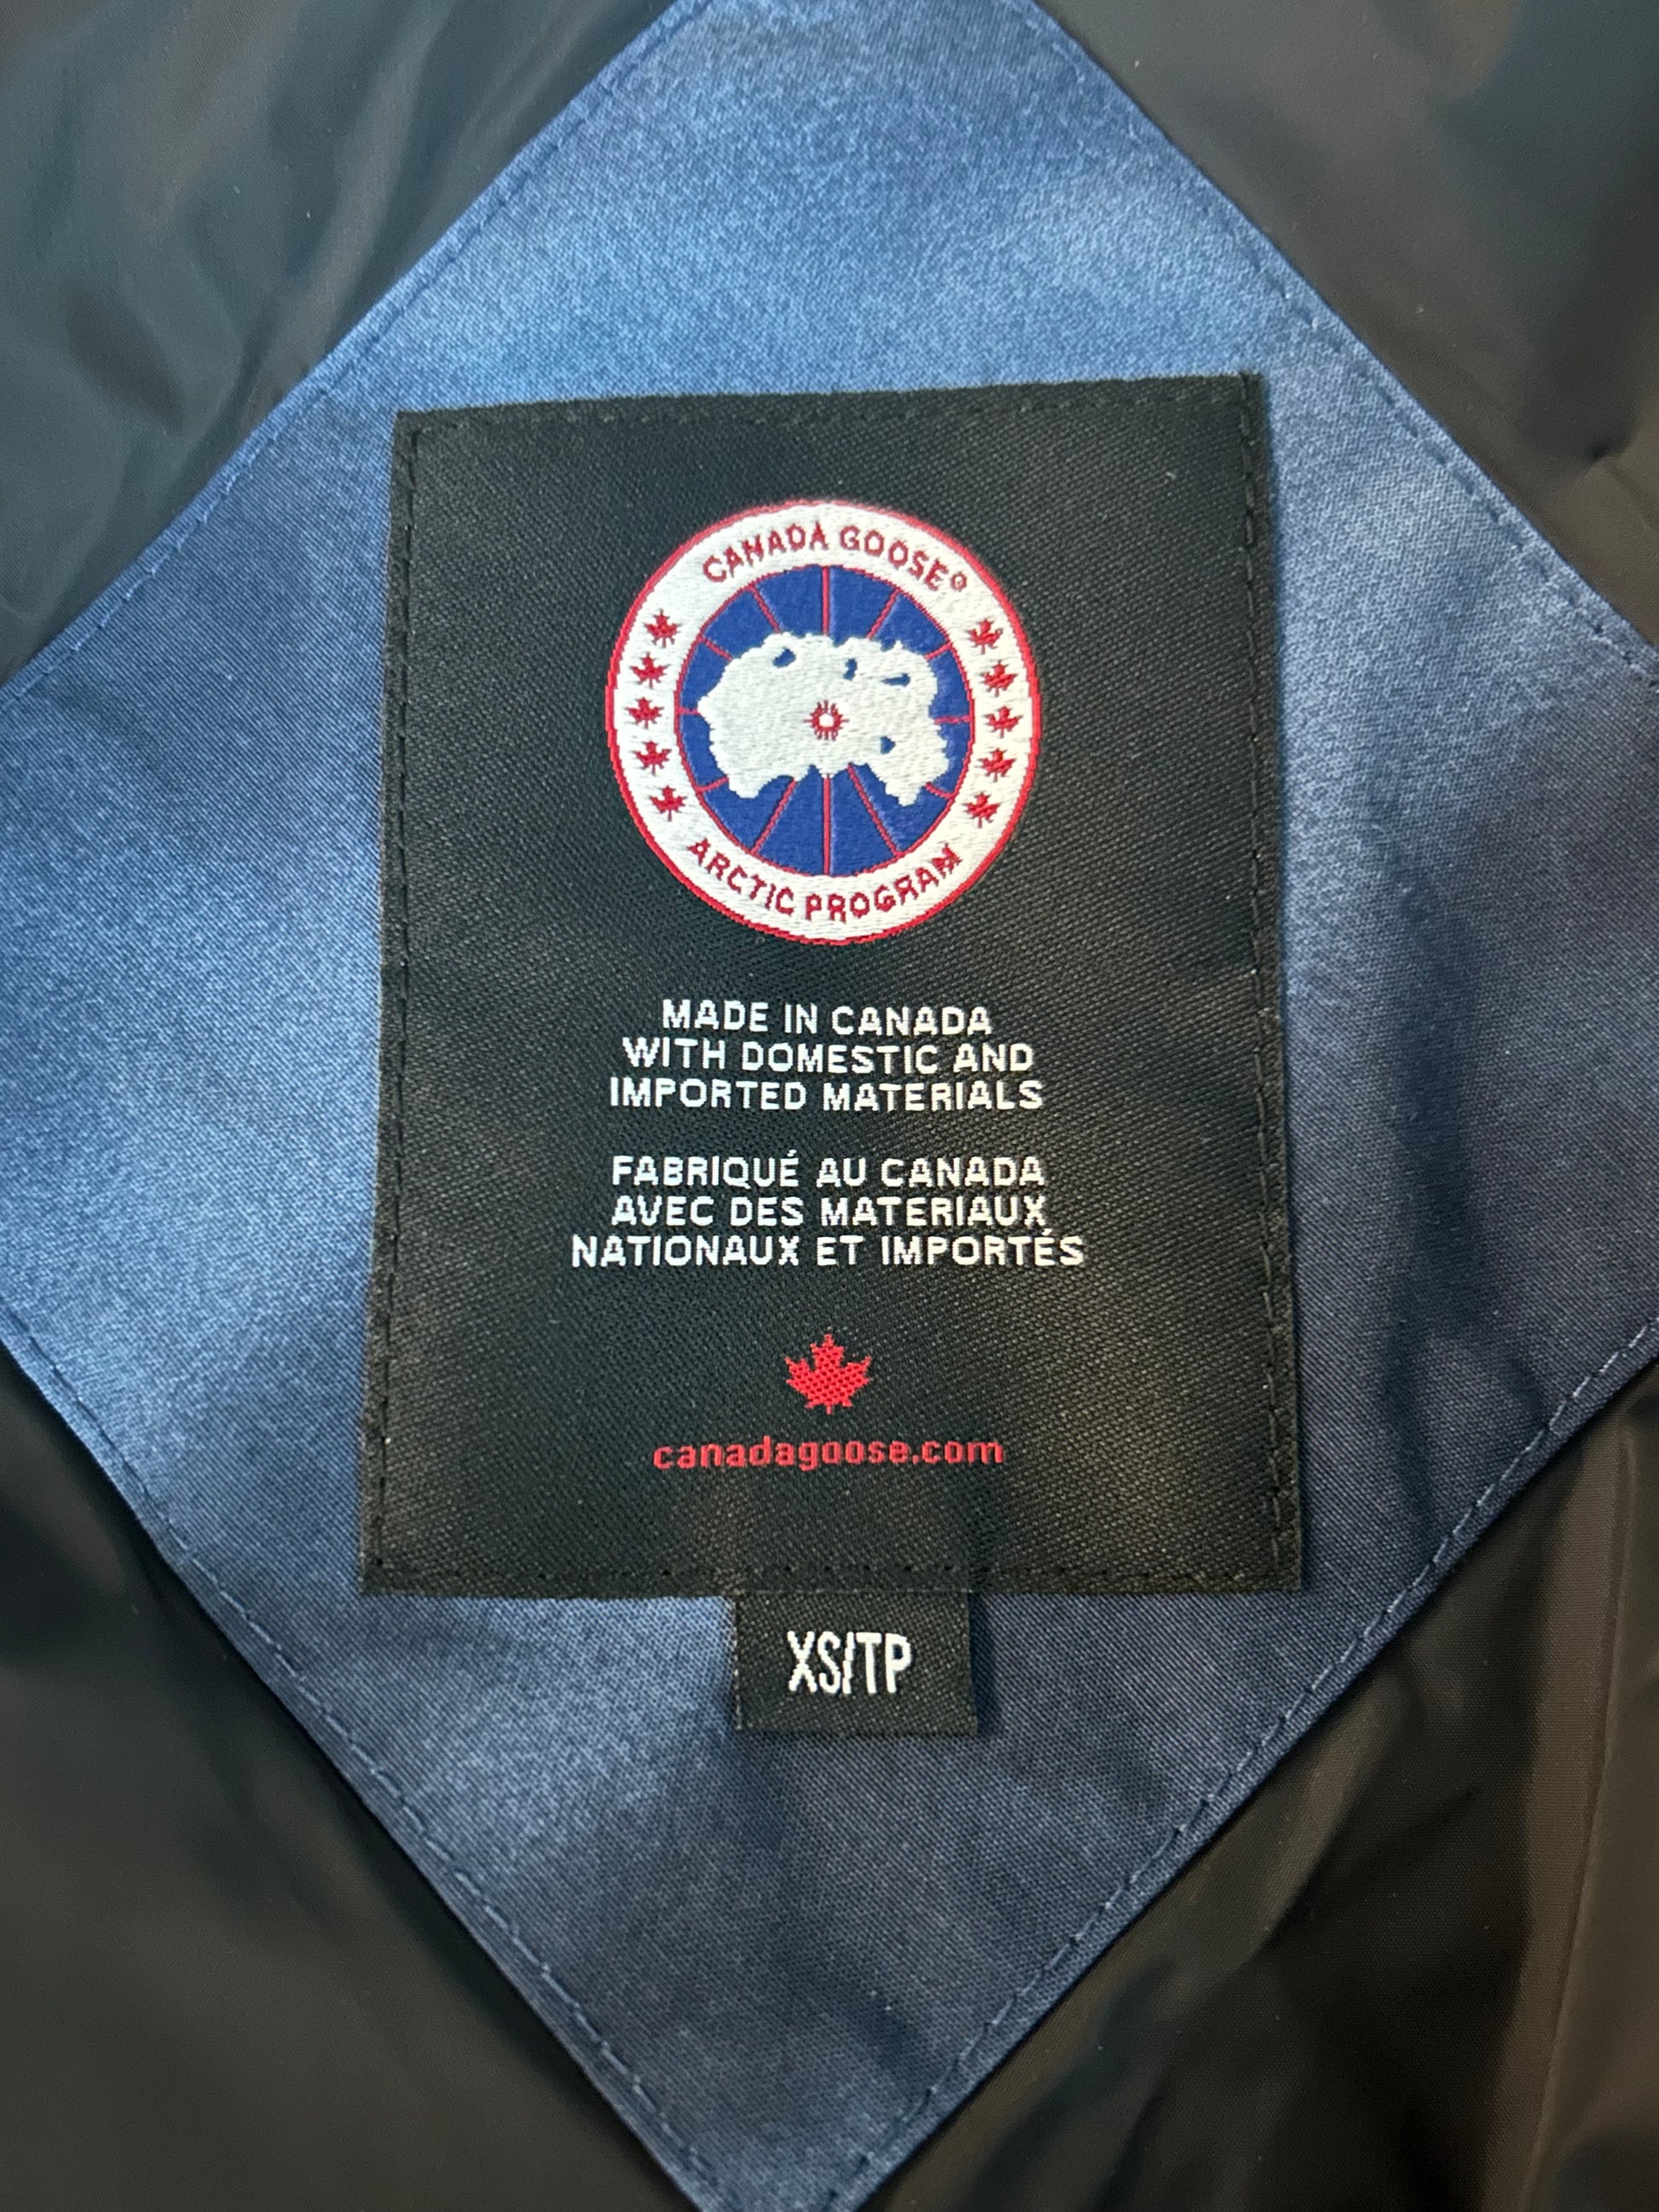 CANADA GOOSE®
ARCTIC PROGRAM
MADE IN CANADA
WITH DOMESTIC AND
IMPORTED MATERIALS
FABRIQUÉ AU CANADA
AVEC DES MATERIAUX
NATIONAUX ET IMPORTÉS
canadagoose.com
XS/TP